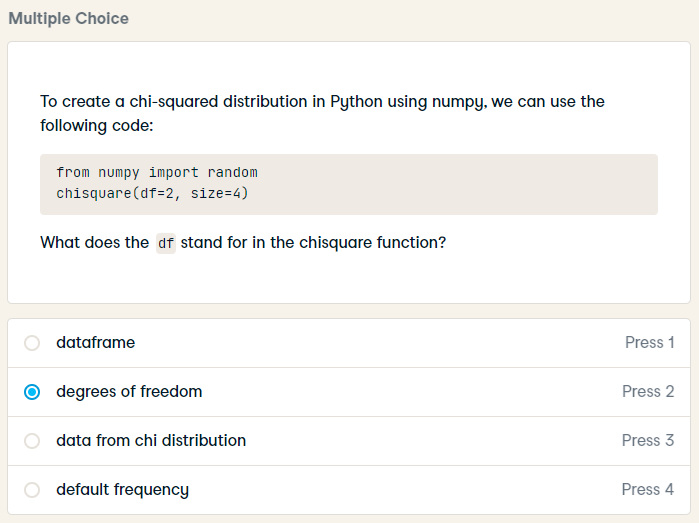 Multiple Choice
To create a chi-squared distribution in Python using numpy, we can use the
following code:
from numpy import random
chisquare(df=2, size=4)
What does the df stand for in the chisquare function?
dataframe Press 1
degrees of freedom Press 2
data from chi distribution Press 3
default frequency Press 4